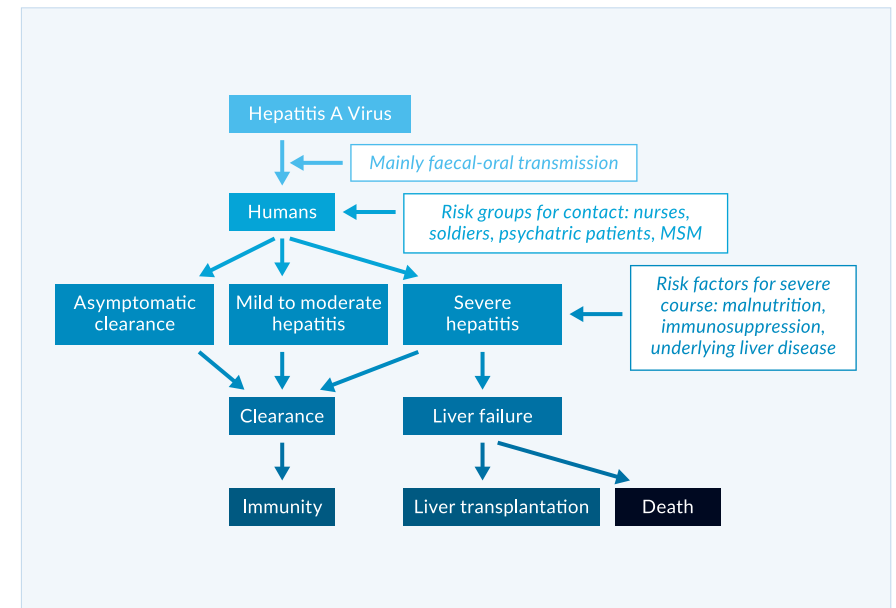 Hepatitis A Virus
Mainly faecal-oral transmission
Humans
Risk groups for contact: nurses,
soldiers, psychatric patients, MSM
Asymptomatic
clearance
Mild to moderate
hepatitis
Severe
hepatitis
Risk factors for severe
course: malnutrition,
immunosuppression,
underlying liver disease
Clearance
Liver failure
Immunity
Liver transplantation
Death